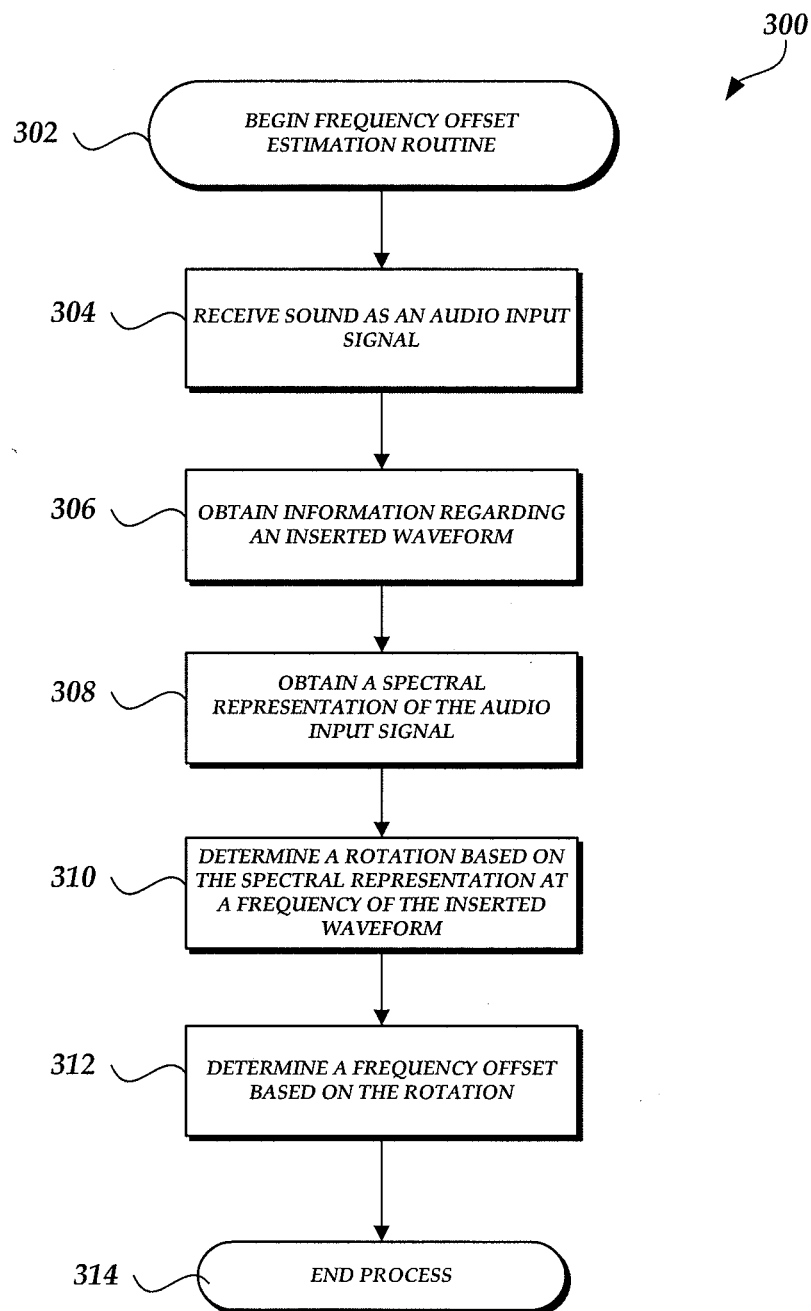 300
302
BEGIN FREQUENCY OFFSET
ESTIMATION ROUTINE
304
RECEIVE SOUND AS AN AUDIO INPUT
SIGNAL
306
OBTAIN INFORMATION REGARDING
AN INSERTED WAVEFORM
308
OBTAIN A SPECTRAL
REPRESENTATION OF THE AUDIO
INPUT SIGNAL
310
DETERMINE A ROTATION BASED ON
THE SPECTRAL REPRESENTATION AT
A FREQUENCY OF THE INSERTED
WAVEFORM
312
DETERMINE A FREQUENCY OFFSET
BASED ON THE ROTATION
314
END PROCESS